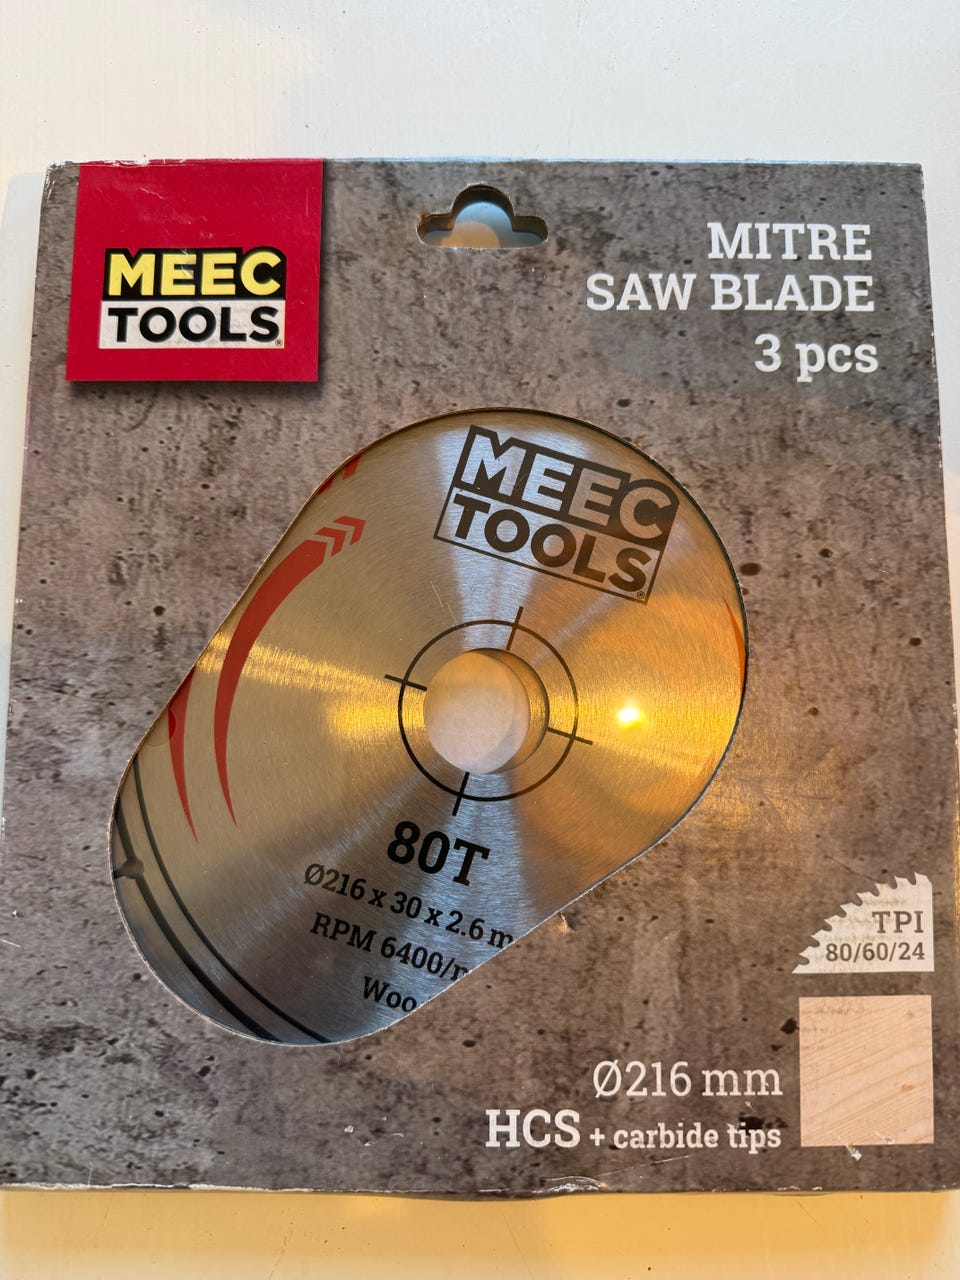 MEEC
TOOLS®
MITRE
SAW BLADE
3 pcs
MEEC
TOOLS®
80T
Ø216 x 30 x 2.6 m
RPM 6400/
Woo
TPI
80/60/24
Ø216 mm
HCS + carbide tips